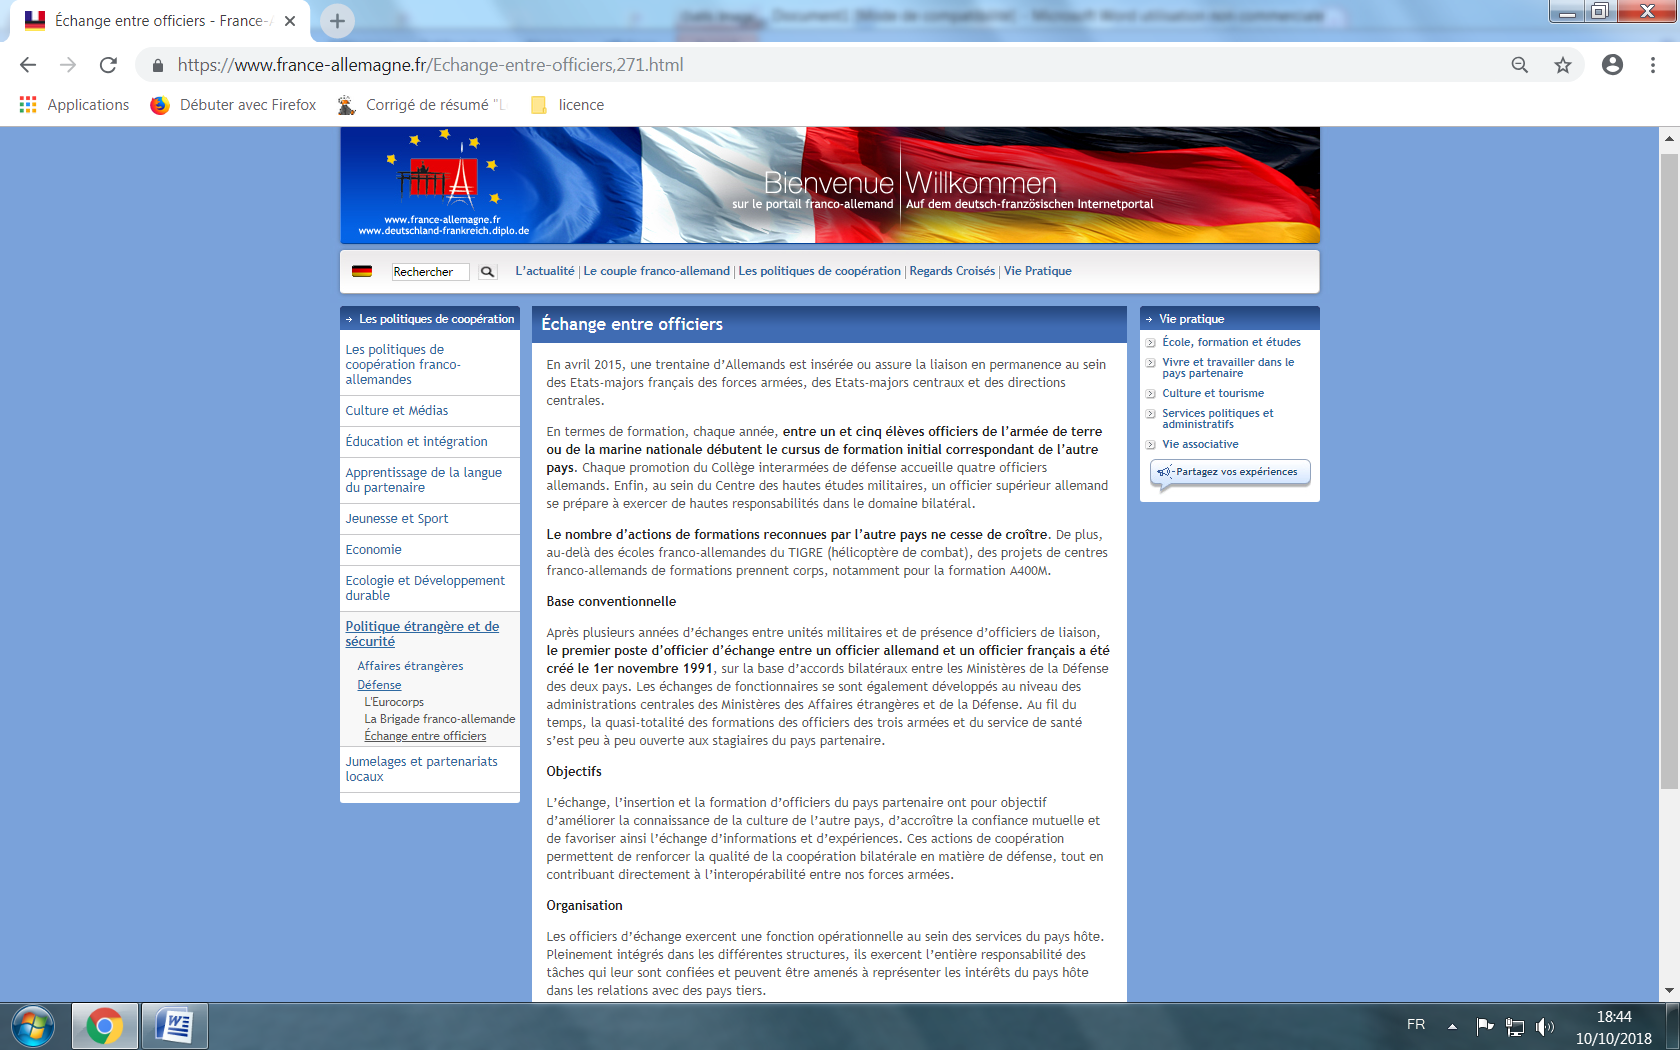 Échange entre officiers - France-A
https://www.france-allemagne.fr/Echange-entre-officiers,271.html
Applications
Débuter avec Firefox
Corrigé de résumé "L
licence
www.france-allemagne.fr
www.deutschland-frankreich.diplo.de
Bienvenue
sur le portail franco-allemand
Willkommen
Auf dem deutsch-französischen Internetportal
Rechercher
L'actualité | Le couple franco-allemand | Les politiques de coopération | Regards Croisés | Vie Pratique
Les politiques de coopération
Les politiques de
coopération franco-
allemandes
Culture et Médias
Éducation et intégration
Apprentissage de la langue
du partenaire
Jeunesse et Sport
Economie
Ecologie et Développement
durable
Politique étrangère et de
sécurité
Affaires étrangères
Défense
L'Eurocorps
La Brigade franco-allemande
Échange entre officiers
Jumelages et partenariats
locaux
Échange entre officiers
En avril 2015, une trentaine d'Allemands est insérée ou assure la liaison en permanence au sein
des Etats-majors français des forces armées, des Etats-majors centraux et des directions
centrales.
En termes de formation, chaque année, entre un et cinq élèves officiers de l'armée de terre
ou de la marine nationale débutent le cursus de formation initial correspondant de l'autre
pays. Chaque promotion du Collège interarmées de défense accueille quatre officiers
allemands. Enfin, au sein du Centre des hautes études militaires, un officier supérieur allemand
se prépare à exercer de hautes responsabilités dans le domaine bilatéral.
Le nombre d'actions de formations reconnues par l'autre pays ne cesse de croître. De plus,
au-delà des écoles franco-allemandes du TIGRE (hélicoptère de combat), des projets de centres
franco-allemands de formations prennent corps, notamment pour la formation A400M.
Base conventionnelle
Après plusieurs années d'échanges entre unités militaires et de présence d'officiers de liaison,
le premier poste d'officier d'échange entre un officier allemand et un officier français a été
créé le 1er novembre 1991, sur la base d'accords bilatéraux entre les Ministères de la Défense
des deux pays. Les échanges de fonctionnaires se sont également développés au niveau des
administrations centrales des Ministères des Affaires étrangères et de la Défense. Au fil du
temps, la quasi-totalité des formations des officiers des trois armées et du service de santé
s'est peu à peu ouverte aux stagiaires du pays partenaire.
Objectifs
L'échange, l'insertion et la formation d'officiers du pays partenaire ont pour objectif
d'améliorer la connaissance de la culture de l'autre pays, d'accroître la confiance mutuelle et
de favoriser ainsi l'échange d'informations et d'expériences. Ces actions de coopération
permettent de renforcer la qualité de la coopération bilatérale en matière de défense, tout en
contribuant directement à l'interopérabilité entre nos forces armées.
Organisation
Les officiers d'échange exercent une fonction opérationnelle au sein des services du pays hôte.
Pleinement intégrés dans les différentes structures, ils exercent l'entière responsabilité des
tâches qui leur sont confiées et peuvent être amenés à représenter les intérêts du pays hôte
dans les relations avec des pays tiers.
Vie pratique
École, formation et études
Vivre et travailler dans le
pays partenaire
Culture et tourisme
Services politiques et
administratifs
Vie associative
Partagez vos expériences
FR
18:44
10/10/2018